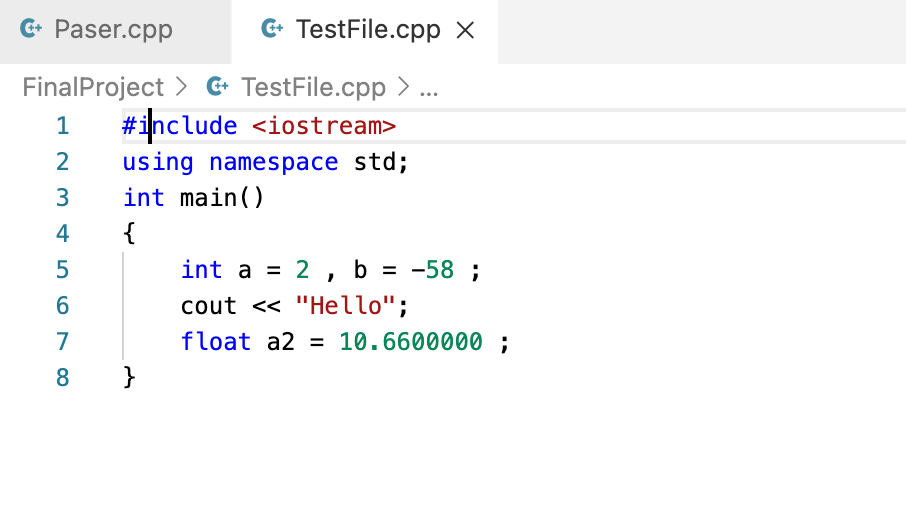 Paser.cpp TestFile.cpp
FinalProject > TestFile.cpp > ...
1 #include <iostream>
2 using namespace std;
3 int main()
4 {
5     int a = 2 , b = -58 ;
6     cout << "Hello";
7     float a2 = 10.6600000 ;
8 }